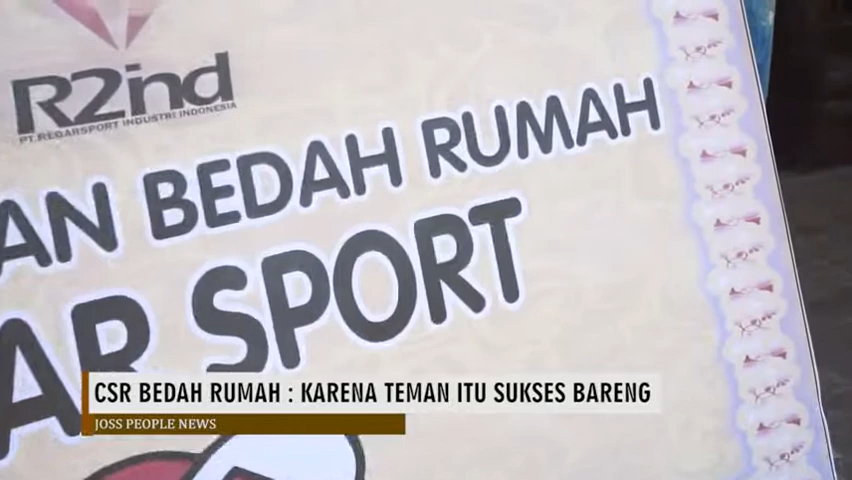 R2ind
PT.REGARSPORT INDUSTRI INDONESIA
AN BEDAH RUMAH
AR SPORT
CSR BEDAH RUMAH : KARENA TEMAN ITU SUKSES BARENG
JOSS PEOPLE NEWS